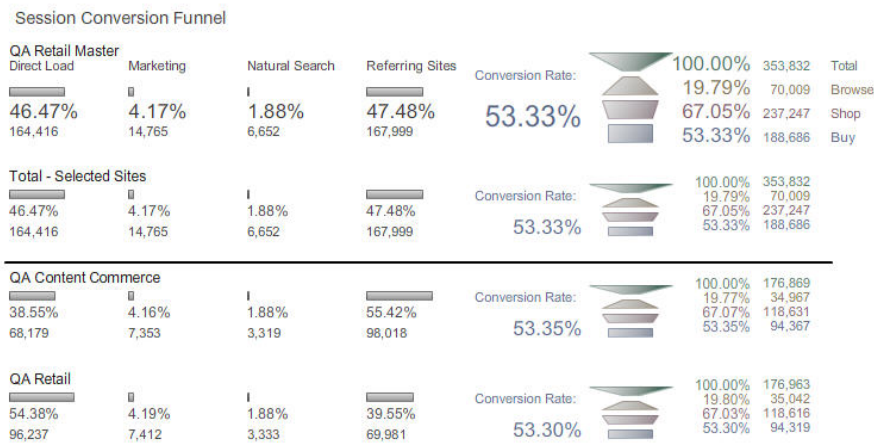 Session Conversion Funnel
QA Retail Master
Direct Load Marketing Natural Search Referring Sites
46.47% 4.17% 1.88% 47.48%
164,416 14,765 6,652 167,999
Conversion Rate:
53.33%
100.00% 353,832 Total
19.79% 70,009 Browse
67.05% 237,247 Shop
53.33% 188,686 Buy
Total - Selected Sites
46.47% 4.17% 1.88% 47.48%
164,416 14,765 6,652 167,999
Conversion Rate:
53.33%
100.00% 353,832
19.79% 70,009
67.05% 237,247
53.33% 188,686
QA Content Commerce
38.55% 4.16% 1.88% 55.42%
68,179 7,353 3,319 98,018
Conversion Rate:
53.35%
100.00% 176,869
19.77% 34,967
67.07% 118,631
53.35% 94,367
QA Retail
54.38% 4.19% 1.88% 39.55%
96,237 7,412 3,333 69,981
Conversion Rate:
53.30%
100.00% 176,963
19.80% 35,042
67.03% 118,616
53.30% 94,319